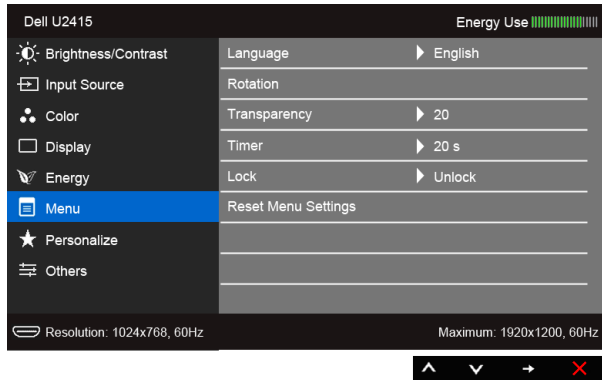 Dell U2415 Energy Use
Brightness/Contrast Language English
Input Source Rotation
Color Transparency 20
Display Timer 20 s
Energy Lock Unlock
Menu Reset Menu Settings
Personalize
Others
Resolution: 1024x768, 60Hz Maximum: 1920x1200, 60Hz